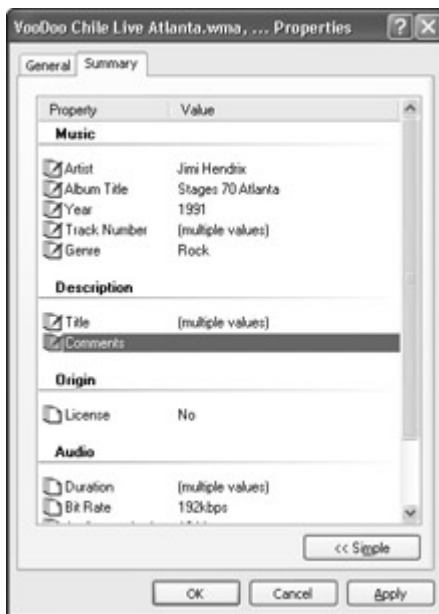 VooDoo Chile Live Atlanta.wma, ... Properties
General Summary
Property Value
Music
Artist Jimi Hendrix
Album Title Stages 70 Atlanta
Year 1991
Track Number (multiple values)
Genre Rock
Description
Title (multiple values)
Comments
Origin
License No
Audio
Duration (multiple values)
Bit Rate 192kbps
<< Simple
OK Cancel Apply